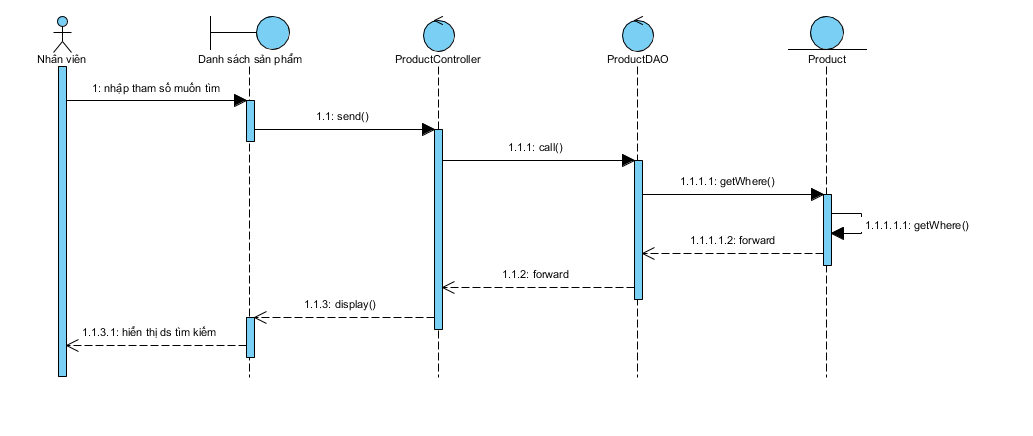 Nhân viên
Danh sách sản phẩm
ProductController
ProductDAO
Product
1: nhập tham số muốn tìm
1.1: send()
1.1.1: call()
1.1.1.1: getWhere()
1.1.1.1.1: getWhere()
1.1.1.1.2: forward
1.1.2: forward
1.1.3: display()
1.1.3.1: hiển thị ds tìm kiếm